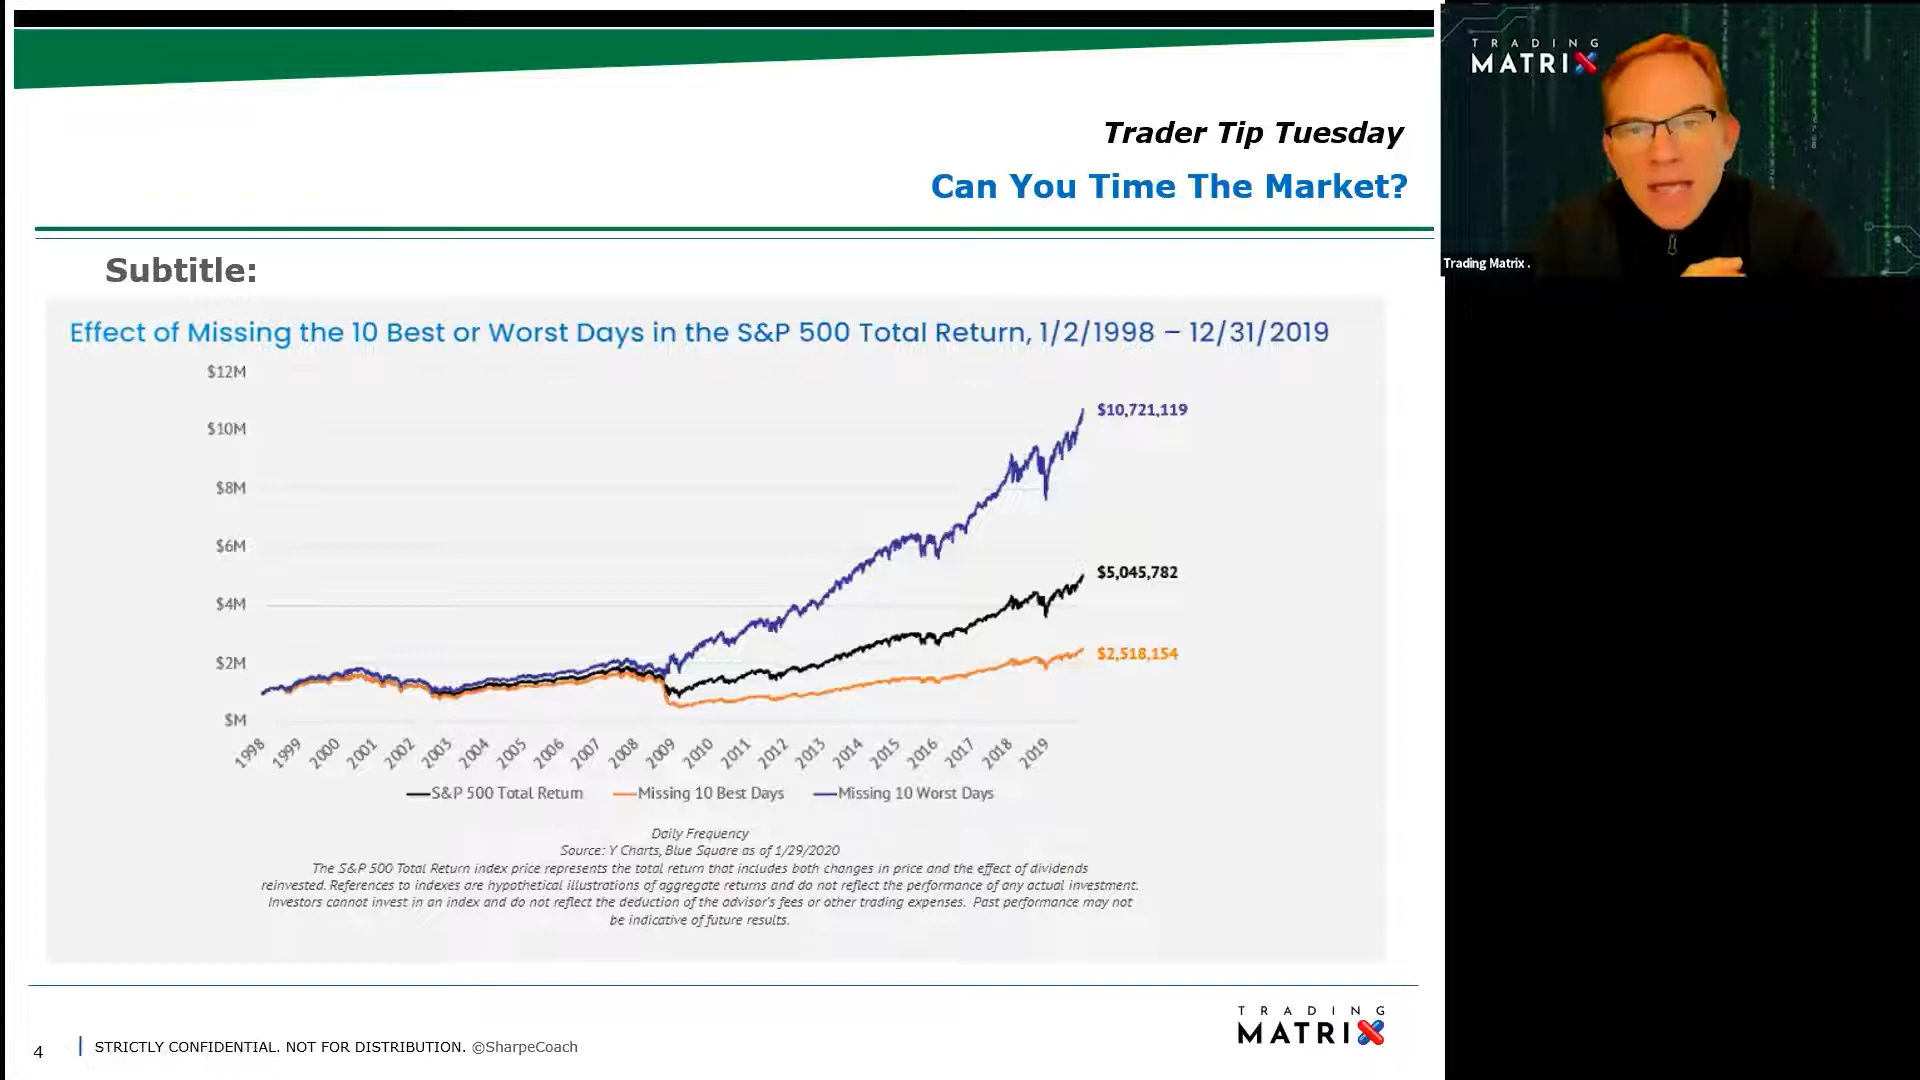 Trader Tip Tuesday
Can You Time The Market?
Subtitle:
Effect of Missing the 10 Best or Worst Days in the S&P 500 Total Return, 1/2/1998 – 12/31/2019
$12M
$10M
$8M
$6M
$4M
$2M
$M
$10,721,119
$5,045,782
$2,518,154
1998 1999 2000 2001 2002 2003 2004 2005 2006 2007 2008 2009 2010 2011 2012 2013 2014 2015 2016 2017 2018 2019
S&P 500 Total Return Missing 10 Best Days Missing 10 Worst Days
Daily Frequency
Source: Y Charts, Blue Square as of 1/29/2020
The S&P 500 Total Return index price represents the total return that includes both changes in price and the effect of dividends
reinvested. References to indexes are hypothetical illustrations of aggregate returns and do not reflect the performance of any actual investment.
Investors cannot invest in an index and do not reflect the deduction of the advisor's fees or other trading expenses. Past performance may not
be indicative of future results.
4
STRICTLY CONFIDENTIAL. NOT FOR DISTRIBUTION. ©SharpeCoach
TRADING
MATRIX
TRADING
MATRIX
Trading Matrix .